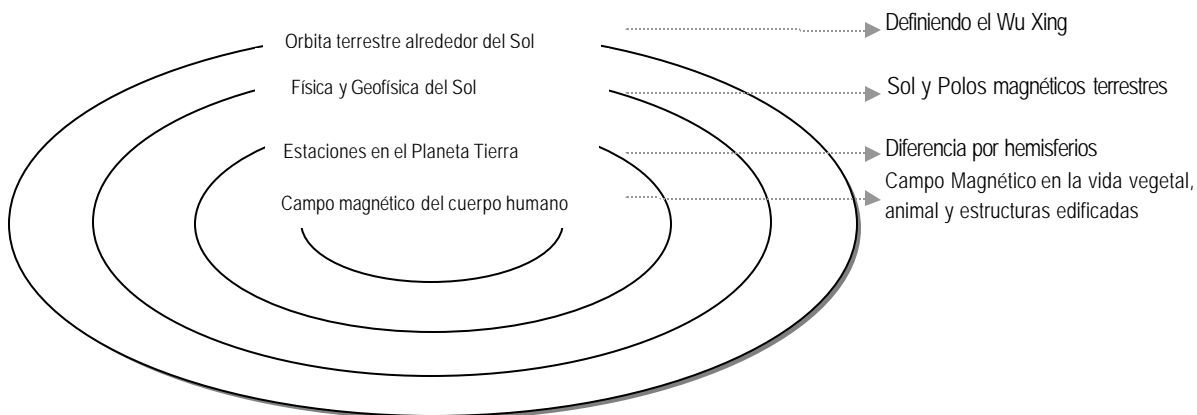 Orbita terrestre alrededor del Sol
Definiendo el Wu Xing
Física y Geofísica del Sol
Sol y Polos magnéticos terrestres
Estaciones en el Planeta Tierra
Diferencia por hemisferios
Campo magnético del cuerpo humano
Campo Magnético en la vida vegetal,
animal y estructuras edificadas